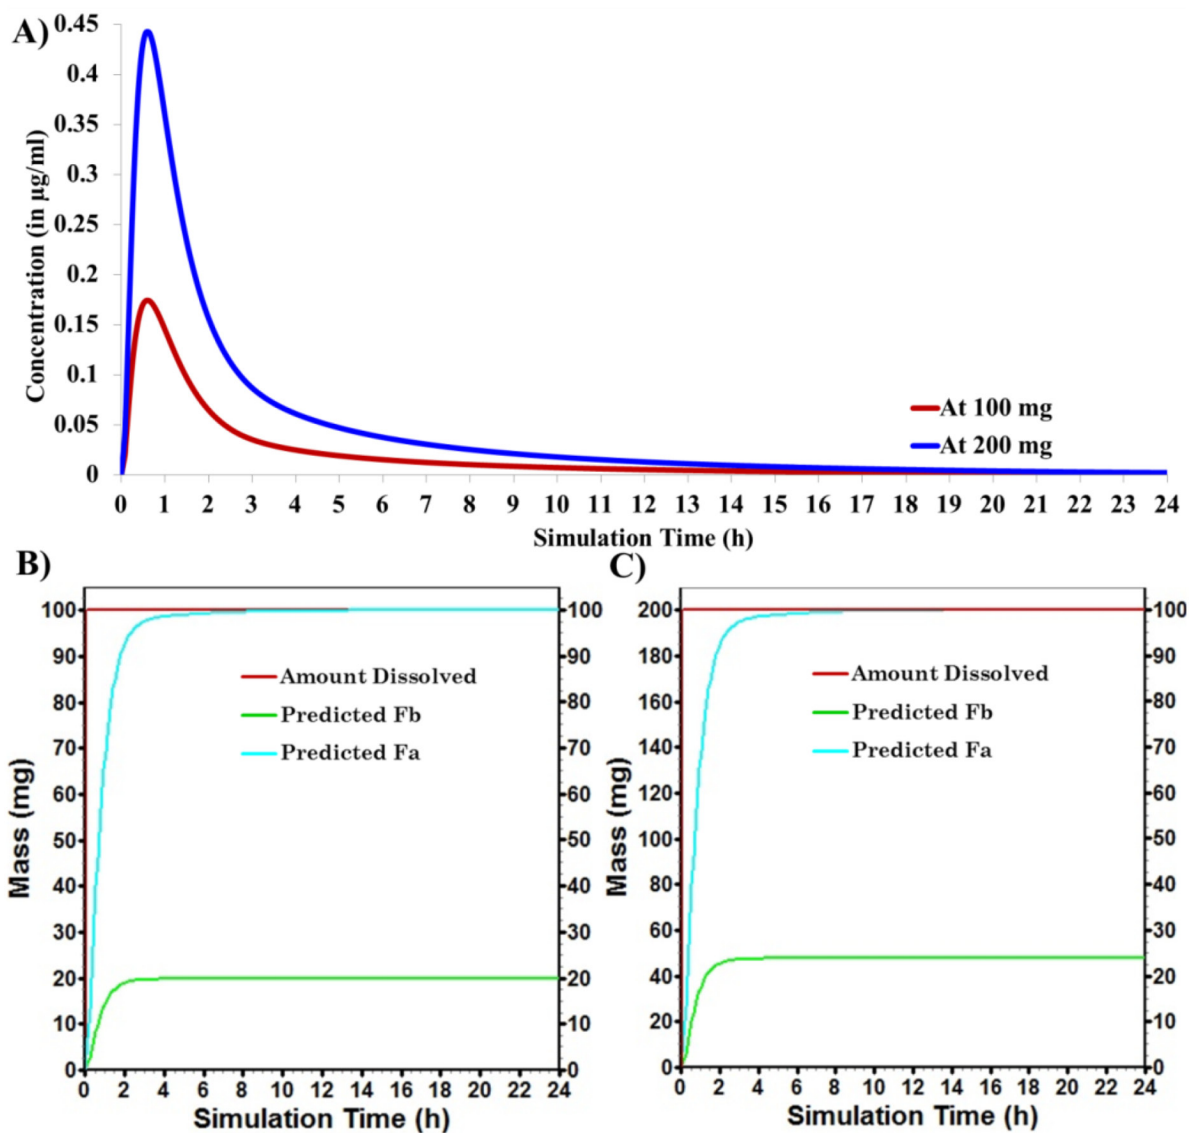 A)
Concentration (in µg/ml)
0.45
0.4
0.35
0.3
0.25
0.2
0.15
0.1
0.05
0
At 100 mg
At 200 mg
0 1 2 3 4 5 6 7 8 9 10 11 12 13 14 15 16 17 18 19 20 21 22 23 24
Simulation Time (h)
B)
Mass (mg)
100
90
80
70
60
50
40
30
20
10
0
Amount Dissolved
Predicted Fb
Predicted Fa
100
90
80
70
60
50
40
30
20
10
0
0 2 4 6 8 10 12 14 16 18 20 22 24
Simulation Time (h)
C)
Mass (mg)
200
180
160
140
120
100
80
60
40
20
0
Amount Dissolved
Predicted Fb
Predicted Fa
100
90
80
70
60
50
40
30
20
10
0
0 2 4 6 8 10 12 14 16 18 20 22 24
Simulation Time (h)